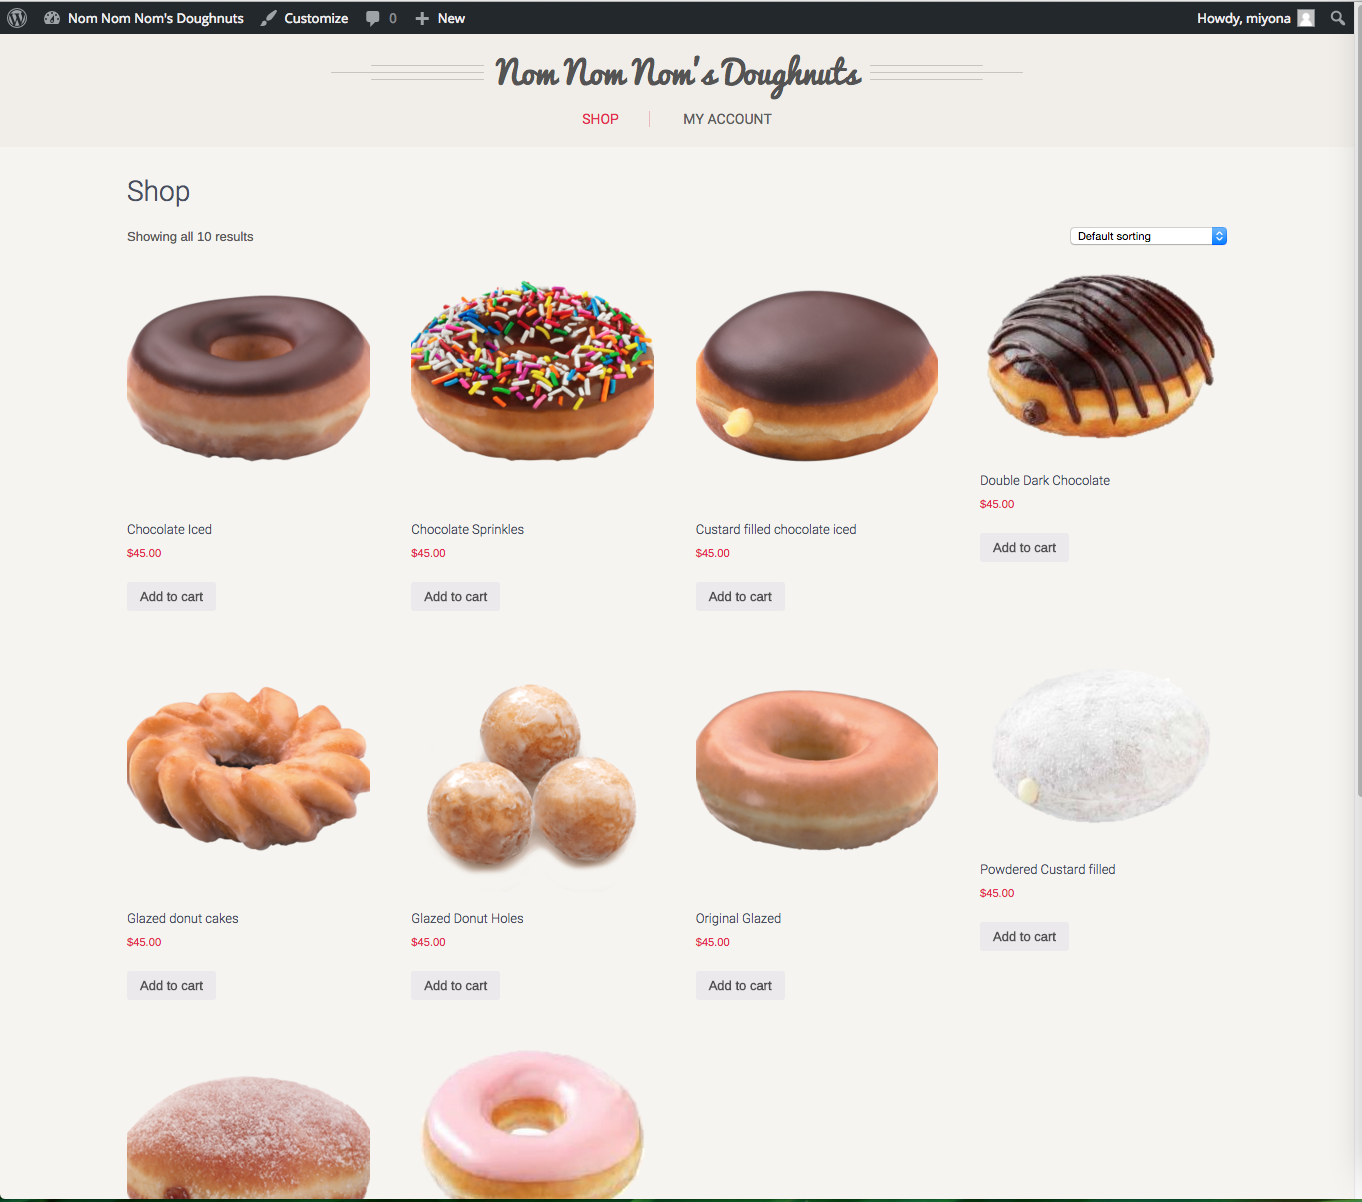 Nom Nom Nom's Doughnuts Customize 0 New Howdy, miyona
Nom Nom Nom's Doughnuts
SHOP MY ACCOUNT
Shop
Showing all 10 results Default sorting
Double Dark Chocolate
$45.00
Chocolate Iced Chocolate Sprinkles Custard filled chocolate iced
$45.00 $45.00 $45.00
Add to cart
Add to cart Add to cart Add to cart
Powdered Custard filled
$45.00
Glazed donut cakes Glazed Donut Holes Original Glazed
$45.00 $45.00 $45.00
Add to cart
Add to cart Add to cart Add to cart